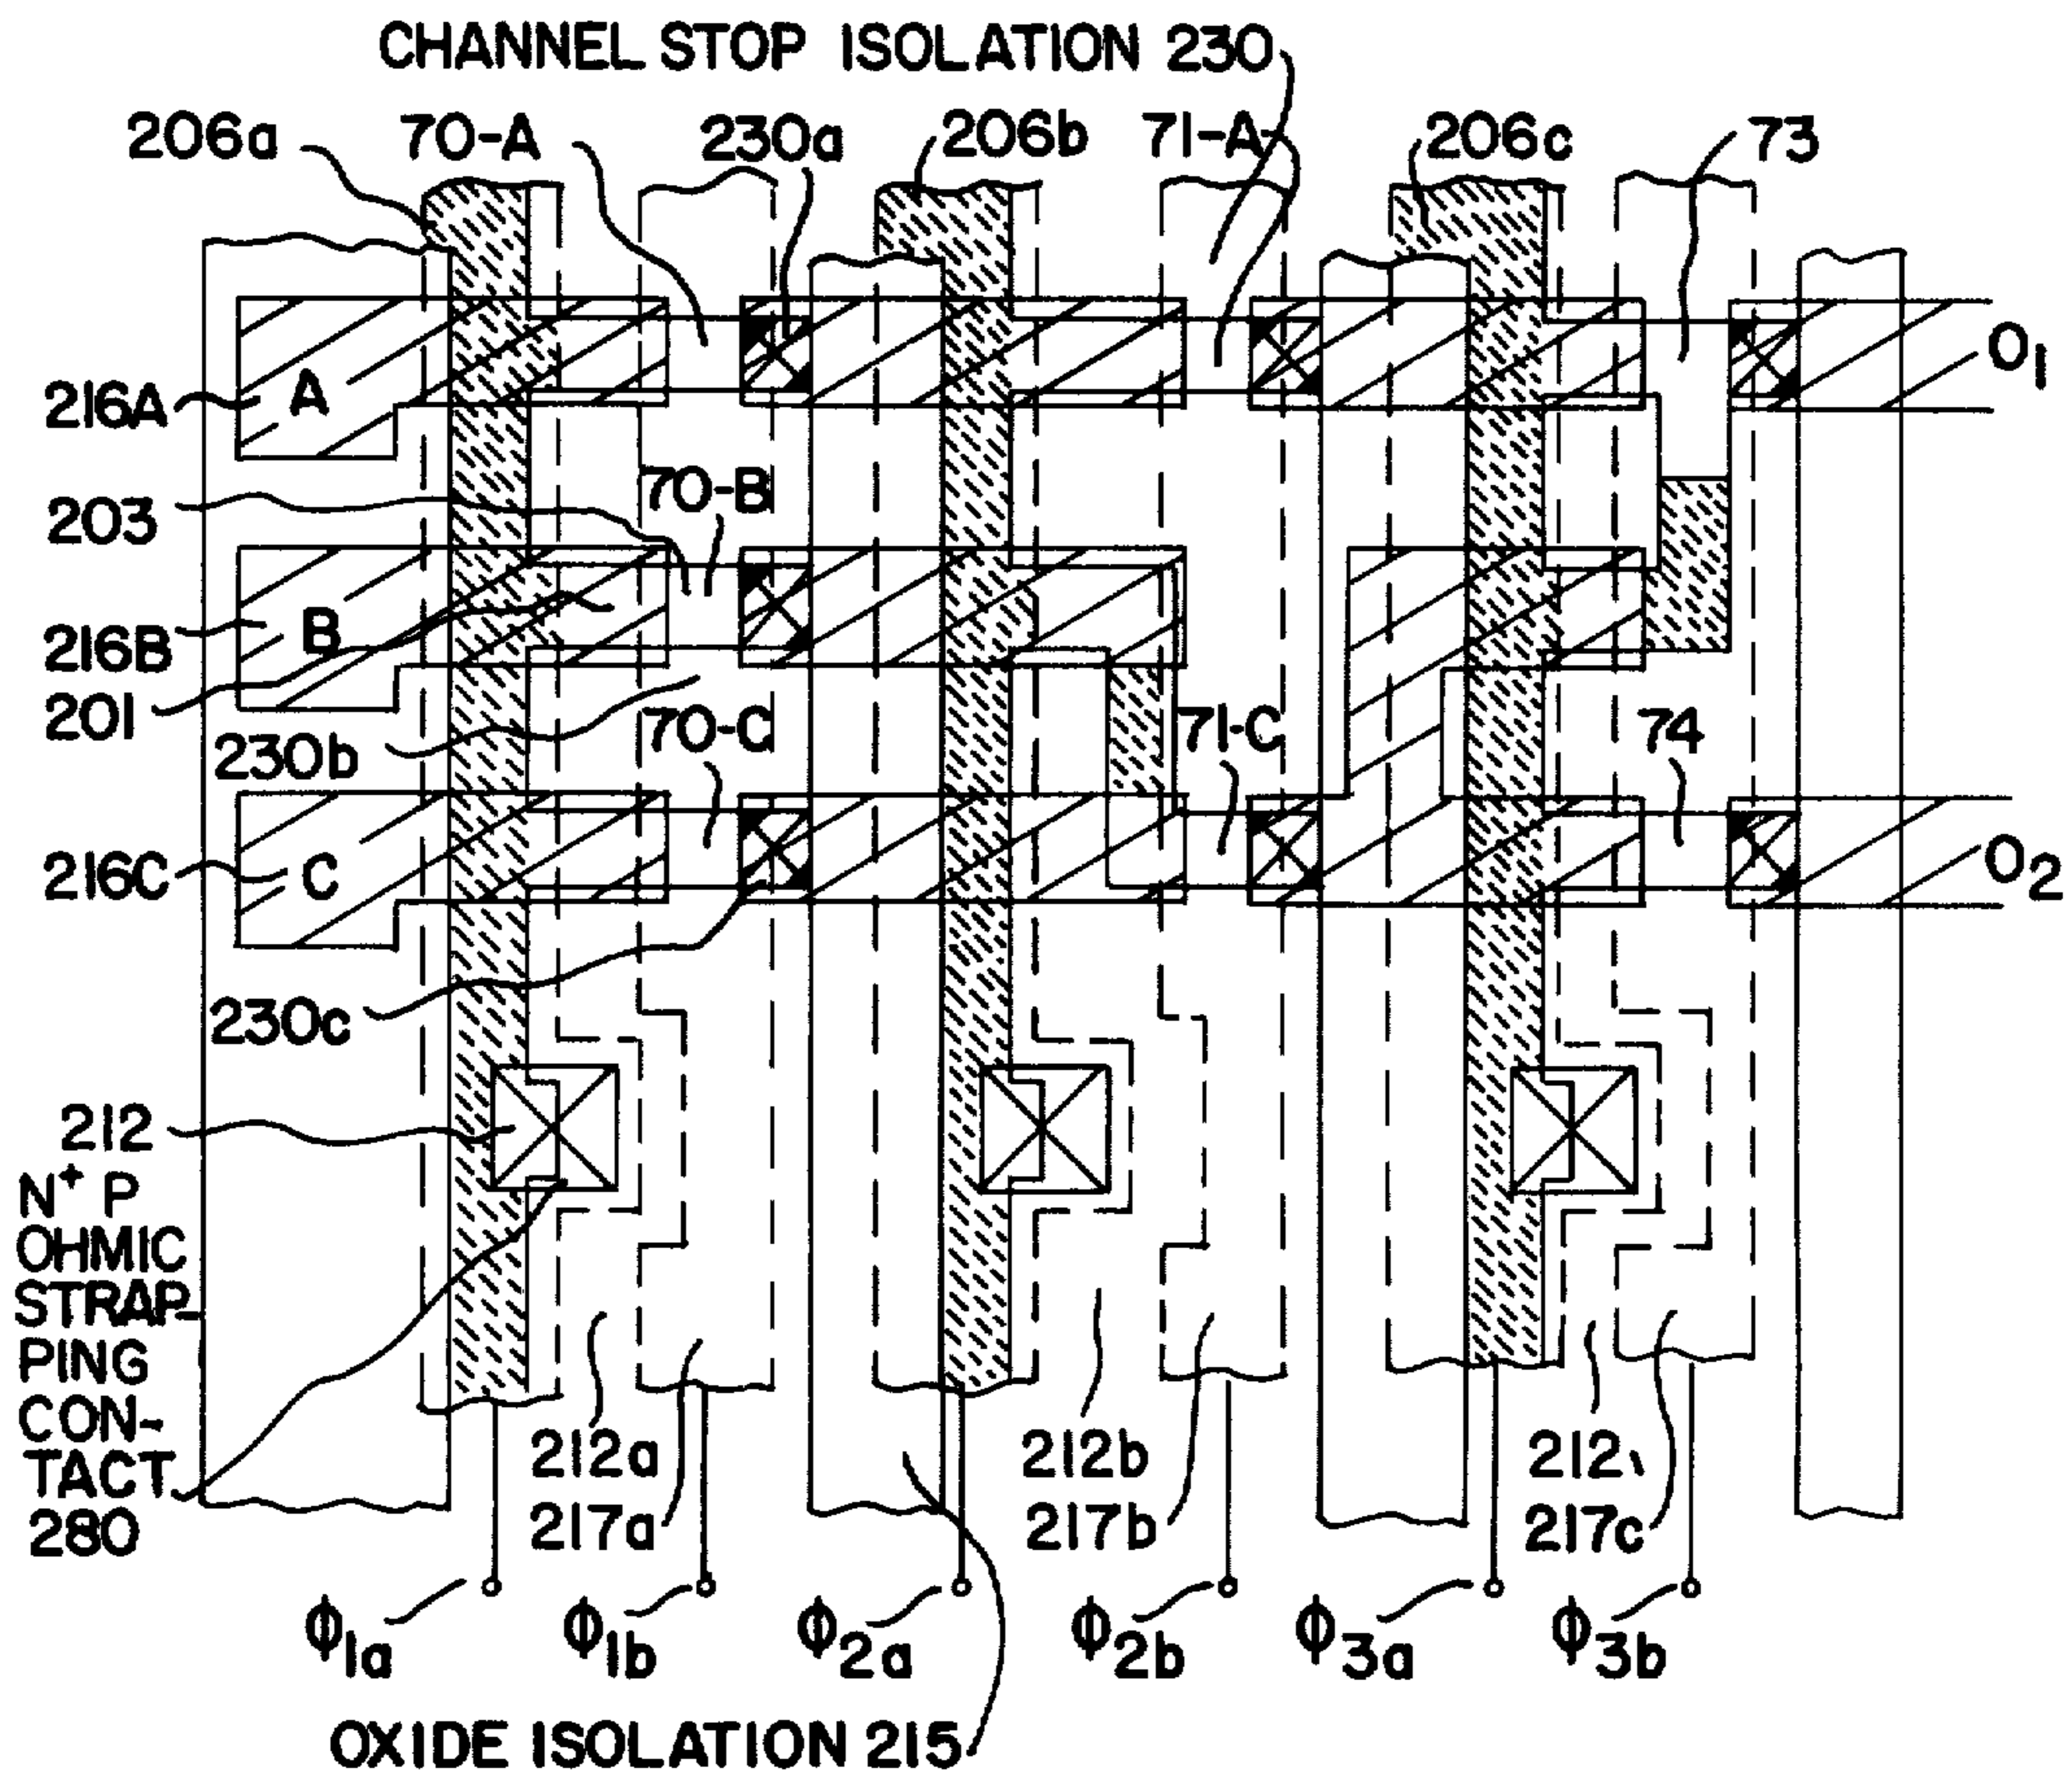 CHANNEL STOP ISOLATION 230
206a 70-A 230a 206b 71-A 206c 73
216A A O1
203 70-B
216B B
201
230b 70-C 71-C 74
216C C O2
230c
212
N+ P
OHMIC
STRAP-
PING
CON-
TACT
280
212a 212b 212
217a 217b 217c
Φ1a Φ1b Φ2a Φ2b Φ3a Φ3b
OXIDE ISOLATION 215